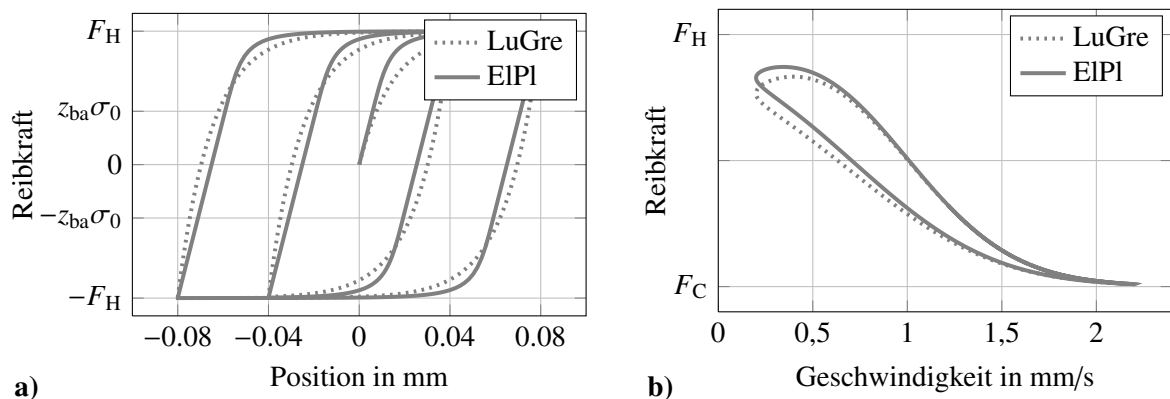 F_H
z_ba σ_0
0
−z_ba σ_0
−F_H
Reibkraft
LuGre
ElPl
−0.08
−0.04
0
0.04
0.08
Position in mm
a)
F_H
F_C
Reibkraft
LuGre
ElPl
0
0,5
1
1,5
2
Geschwindigkeit in mm/s
b)